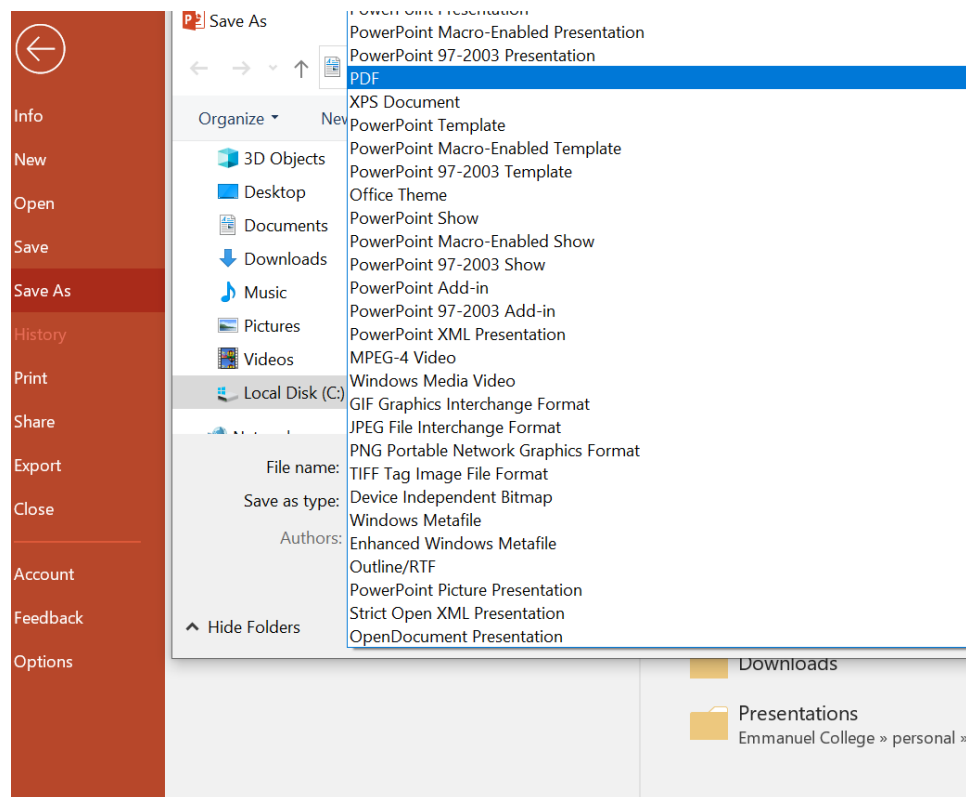 Save As
Info
New
Open
Save
Save As
History
Print
Share
Export
Close
Account
Feedback
Options
Organize
New
3D Objects
Desktop
Documents
Downloads
Music
Pictures
Videos
Local Disk (C:)
File name:
Save as type:
Authors:
Hide Folders
PowerPoint Presentation
PowerPoint Macro-Enabled Presentation
PowerPoint 97-2003 Presentation
PDF
XPS Document
PowerPoint Template
PowerPoint Macro-Enabled Template
PowerPoint 97-2003 Template
Office Theme
PowerPoint Show
PowerPoint Macro-Enabled Show
PowerPoint 97-2003 Show
PowerPoint Add-in
PowerPoint 97-2003 Add-in
PowerPoint XML Presentation
MPEG-4 Video
Windows Media Video
GIF Graphics Interchange Format
JPEG File Interchange Format
PNG Portable Network Graphics Format
TIFF Tag Image File Format
Device Independent Bitmap
Windows Metafile
Enhanced Windows Metafile
Outline/RTF
PowerPoint Picture Presentation
Strict Open XML Presentation
OpenDocument Presentation
Downloads
Presentations
Emmanuel College » personal »